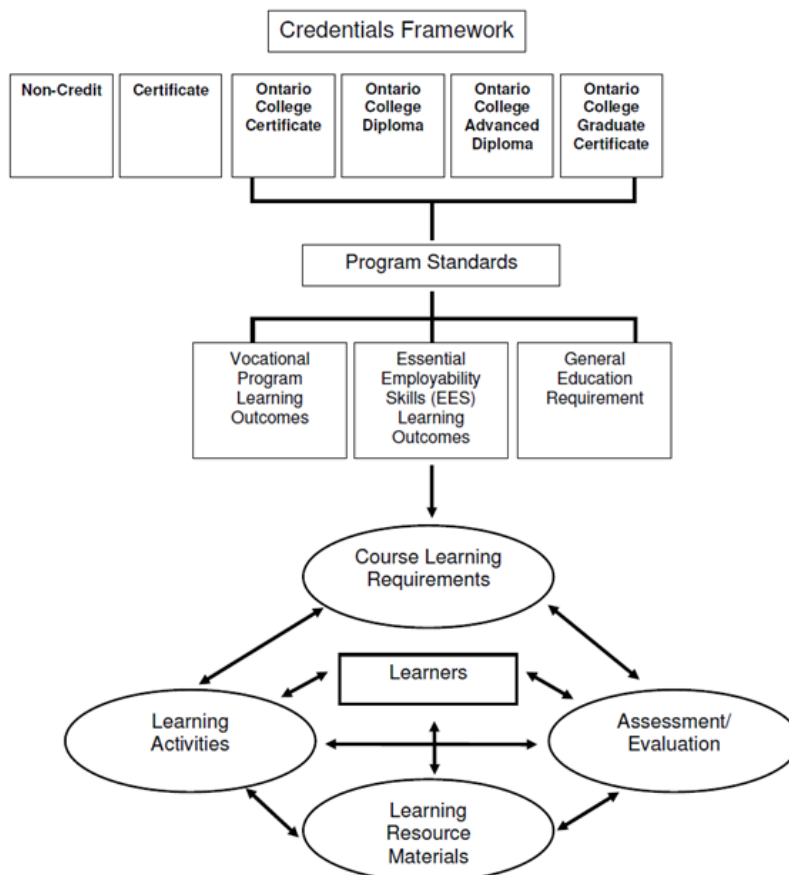 Credentials Framework
Non-Credit
Certificate
Ontario
College
Certificate
Ontario
College
Diploma
Ontario
College
Advanced
Diploma
Ontario
College
Graduate
Certificate
Program Standards
Vocational
Program
Learning
Outcomes
Essential
Employability
Skills (EES)
Learning
Outcomes
General
Education
Requirement
Course Learning
Requirements
Learners
Learning
Activities
Assessment/
Evaluation
Learning
Resource
Materials